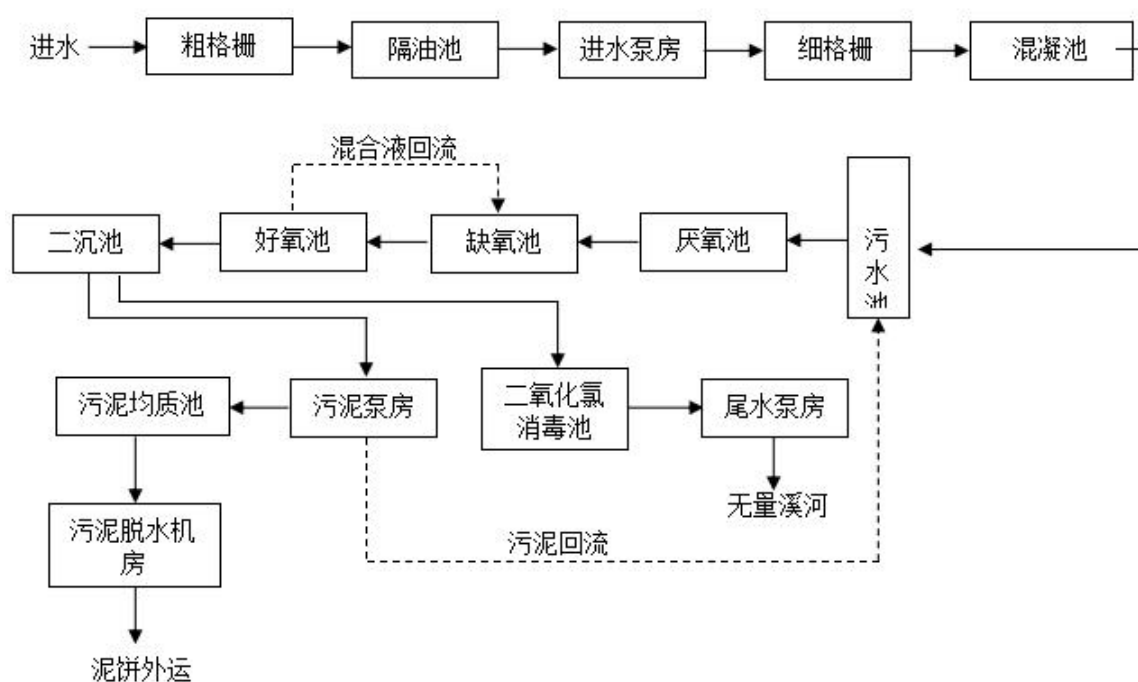 进水
粗格栅
隔油池
进水泵房
细格栅
混凝池
混合液回流
二沉池
好氧池
缺氧池
厌氧池
污
水
污泥均质池
污泥泵房
二氧化氯
消毒池
尾水泵房
无量溪河
污泥脱水机
房
污泥回流
泥饼外运